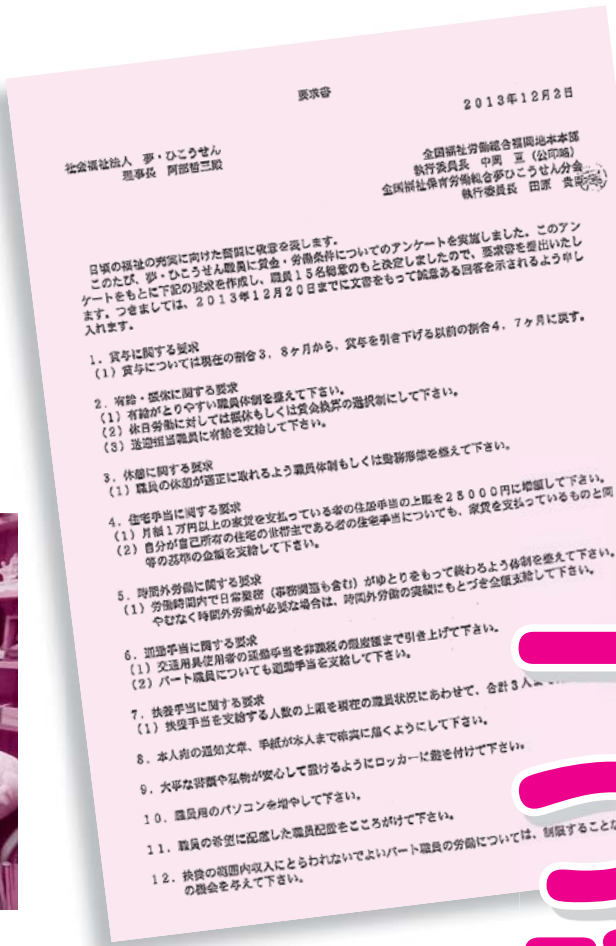 要求書
2013年12月2日
社会福祉法人 夢・ひこうせん
理事長 阿部哲三殿
全国福祉労働組合福岡地本本部
執行委員長 中岡 亘（公印略）
全国福祉保育労働組合夢ひこうせん分会
執行委員長 田原 貴
日頃の福祉の充実に向けた奮闘に敬意を表します。
このたび、夢・ひこうせん職員に賃金・労働条件についてのアンケートを実施しました。このアン
ケートをもとに下記の要求を作成し、職員15名総意のもと決定しましたので、要求書を提出いたし
ます。つきましては、2013年12月20日までに文書をもって誠意ある回答を示されるよう申し
入れます。
1．賞与に関する要求
（1）賞与については現在の割合3．8ヶ月から、賞与を引き下げる以前の割合4．7ヶ月に戻す。
2．有給・振休に関する要求
（1）有給がとりやすい職員体制を整えて下さい。
（2）休日労働に対しては振休もしくは賃金換算の選択制にして下さい。
（3）送迎担当職員に有給を支給して下さい。
3．休憩に関する要求
（1）職員の休憩が適正に取れるよう職員体制もしくは勤務形態を整えて下さい。
4．住宅手当に関する要求
（1）月額1万円以上の家賃を支払っている者の住居手当の上限を28000円に増額して下さい。
（2）自分が自己所有の住宅の世帯主である者の住宅手当についても、家賃を支払っているものと同
等の基準の金額を支給して下さい。
5．時間外労働に関する要求
（1）労働時間内で日常業務（事務関連も含む）がゆとりをもって終わるよう体制を整えて下さい。
やむなく時間外労働が必要な場合は、時間外労働の実績にもとづき全額支給して下さい。
6．通勤手当に関する要求
（1）交通用具使用者の通勤手当を非課税の限度額まで引き上げて下さい。
（2）パート職員についても通勤手当を支給して下さい。
7．扶養手当に関する要求
（1）扶養手当を支給する人数の上限を現在の職員状況にあわせて、合計3人
8．本人宛の通知文章、手紙が本人まで確実に届くようにして下さい。
9．大事な書類や私物が安心して置けるようにロッカーに鍵を付けて下さい。
10．職員用のパソコンを増やして下さい。
11．職員の希望に配慮した職員配置をこころがけて下さい。
12．扶養の範囲内収入にとらわれないでよいパート職員の労働については、制限することな
の機会を与えて下さい。